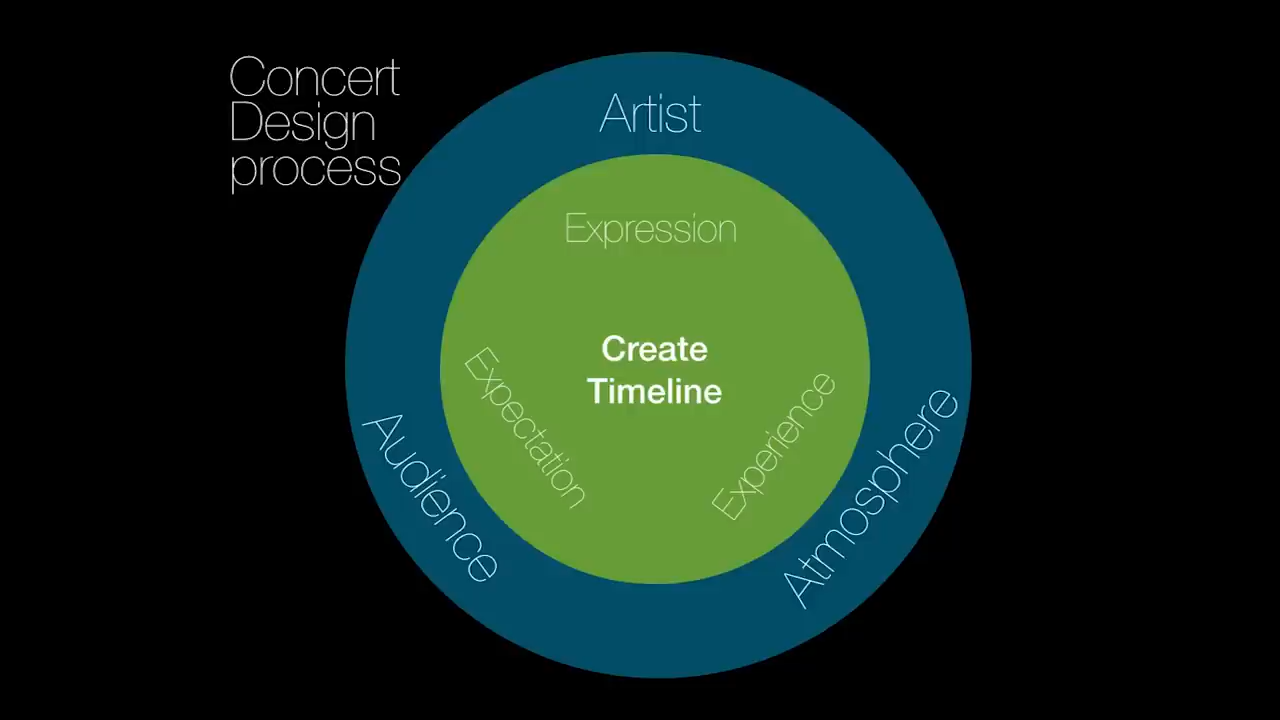 Concert
Design
process
Artist
Expression
Create
Timeline
Expectation
Experience
Audience
Atmosphere